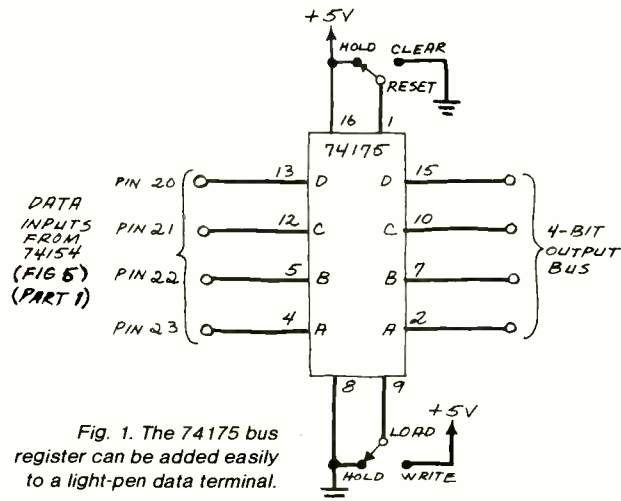 +5V
HOLD CLEAR
RESET
16 1
74175
PIN 20 13 D D 15
PIN 21 12 C C 10
PIN 22 5 B B 7
PIN 23 4 A A 2
DATA
INPUTS
FROM
74154
(FIG 5)
(PART 1)
4-BIT
OUTPUT
BUS
8 9
+5V
LOAD
HOLD WRITE
Fig. 1. The 74175 bus
register can be added easily
to a light-pen data terminal.